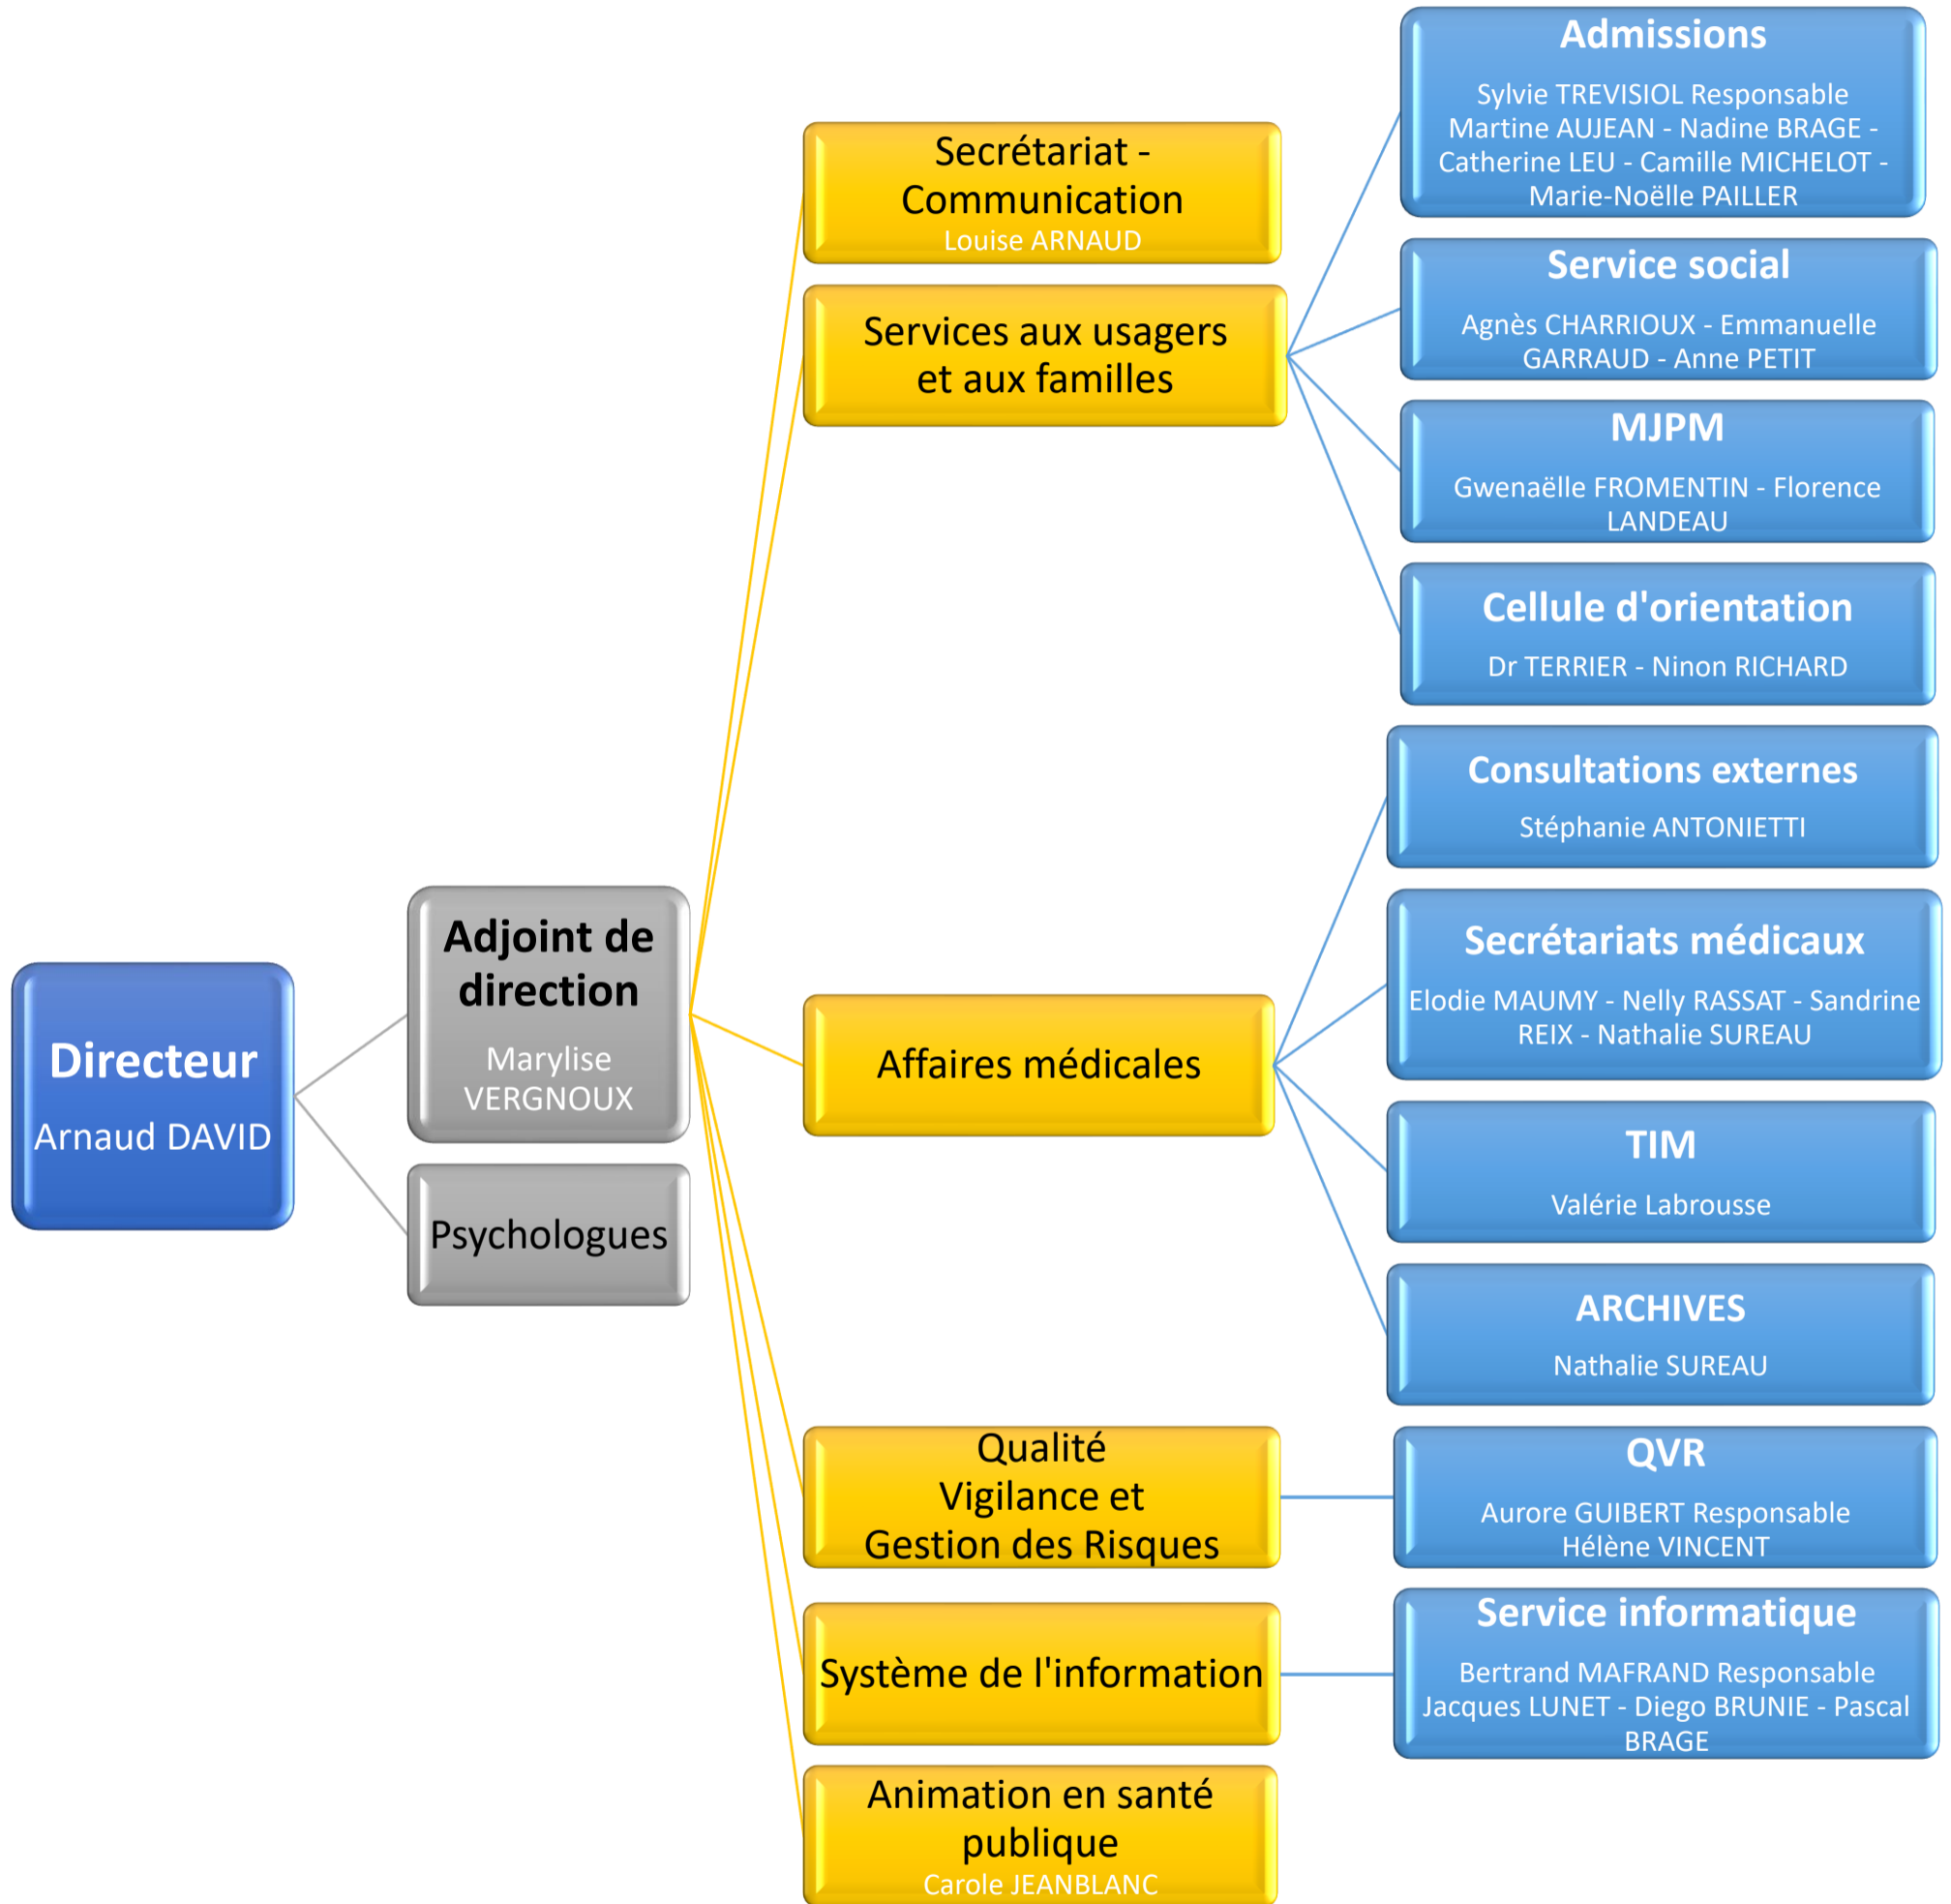 Directeur
Arnaud DAVID
Adjoint de
direction
Marylise
VERGNOUX
Psychologues
Secrétariat -
Communication
Louise ARNAUD
Services aux usagers
et aux familles
Admissions
Sylvie TREVISIOL Responsable
Martine AUJEAN - Nadine BRAGE -
Catherine LEU - Camille MICHELOT -
Marie-Noëlle PAILLER
Service social
Agnès CHARRIOUX - Emmanuelle
GARRAUD - Anne PETIT
MJPM
Gwenaëlle FROMENTIN - Florence
LANDEAU
Cellule d'orientation
Dr TERRIER - Ninon RICHARD
Affaires médicales
Consultations externes
Stéphanie ANTONIETTI
Secrétariats médicaux
Elodie MAUMY - Nelly RASSAT - Sandrine
REIX - Nathalie SUREAU
TIM
Valérie Labrousse
ARCHIVES
Nathalie SUREAU
Qualité
Vigilance et
Gestion des Risques
QVR
Aurore GUIBERT Responsable
Hélène VINCENT
Système de l'information
Service informatique
Bertrand MAFRAND Responsable
Jacques LUNET - Diego BRUNIE - Pascal
BRAGE
Animation en santé
publique
Carole JEANBLANC